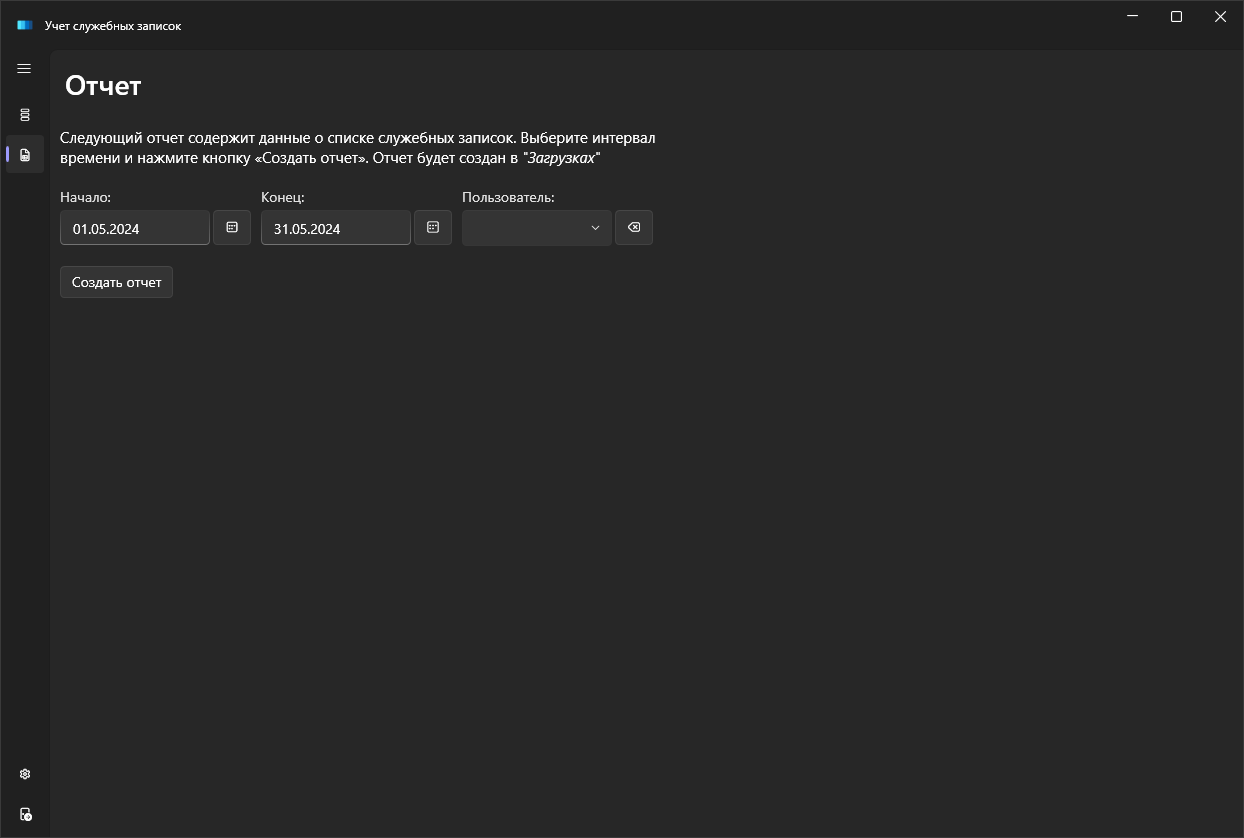 Учет служебных записок
Отчет
Следующий отчет содержит данные о списке служебных записок. Выберите интервал
времени и нажмите кнопку «Создать отчет». Отчет будет создан в "Загрузках"
Начало: Конец: Пользователь:
01.05.2024 31.05.2024
Создать отчет